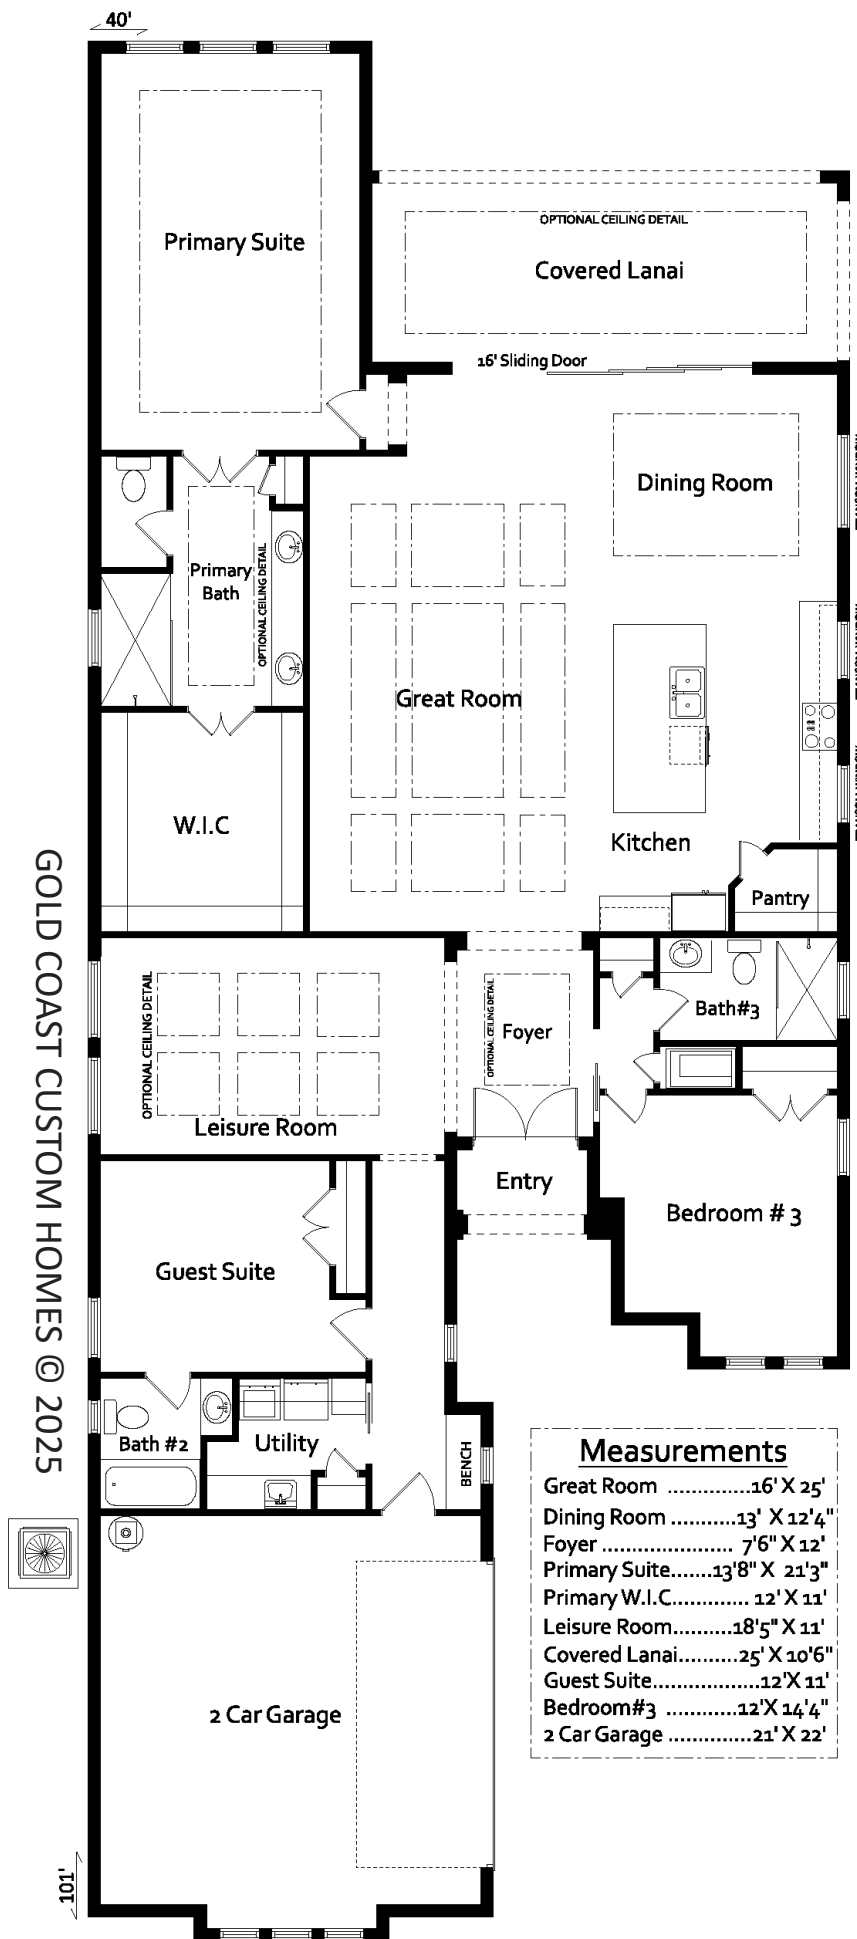 40'
OPTIONAL CEILING DETAIL
Primary Suite
Covered Lanai
16' Sliding Door
Dining Room
Primary
Bath
OPTIONAL CEILING DETAIL
Great Room
W.I.C
Kitchen
Pantry
GOLD COAST CUSTOM HOMES © 2025
OPTIONAL CEILING DETAIL
OPTIONAL CEILING DETAIL
Foyer
Bath#3
Leisure Room
Entry
Bedroom # 3
Guest Suite
Bath #2
Utility
BENCH
Measurements
Great Room .............16' X 25'
Dining Room ..........13' X 12'4"
Foyer ....................... 7'6" X 12'
Primary Suite.......13'8" X 21'3"
Primary W.I.C............. 12' X 11'
Leisure Room..........18'5" X 11'
Covered Lanai..........25' X 10'6"
Guest Suite...................12'X 11'
Bedroom#3 ............12'X 14'4"
2 Car Garage ..............21' X 22'
2 Car Garage
101'